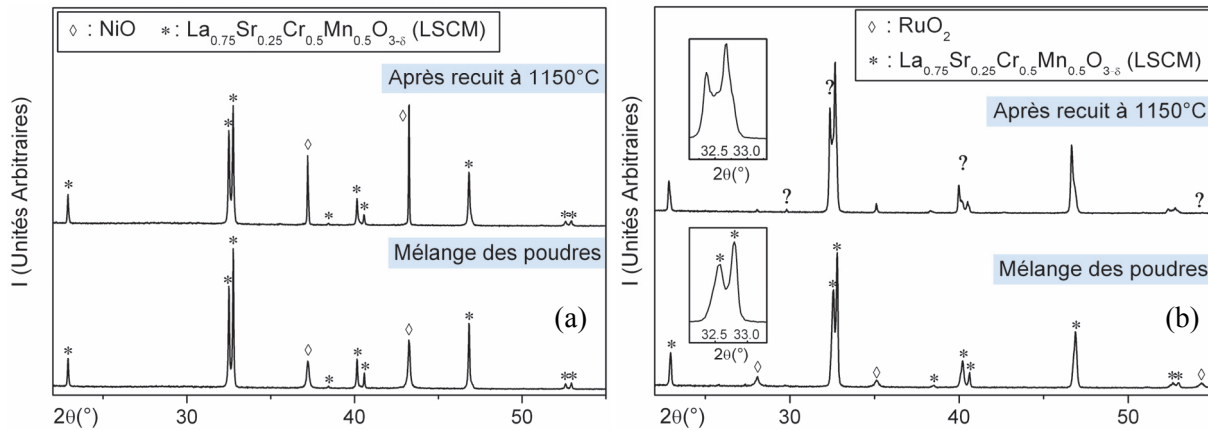 ◊ : NiO * : La0.75Sr0.25Cr0.5Mn0.5O3-δ (LSCM)
Après recuit à 1150°C
* * * ◊ * * * ◊ * **
Mélange des poudres
(a)
* * * ◊ * * * ◊ * **
I (Unités Arbitraires)
2θ(°) 30 40 50
◊ : RuO2
* : La0.75Sr0.25Cr0.5Mn0.5O3-δ (LSCM)
Après recuit à 1150°C
? ? ? ?
32.5 33.0
2θ(°)
Mélange des poudres
* *
32.5 33.0
2θ(°)
(b)
* ◊ * * ◊ * * * * ** ◊
I (Unités Arbitraires)
2θ(°) 30 40 50